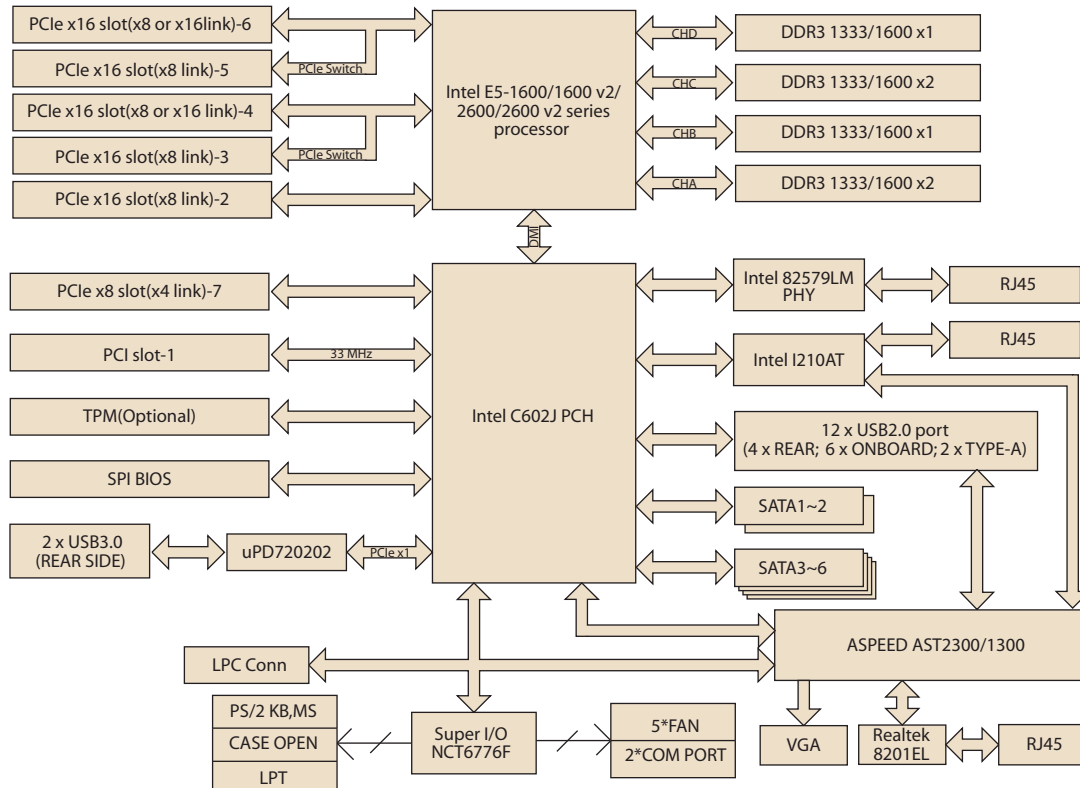 PCIe x16 slot(x8 or x16link)-6
PCIe x16 slot(x8 link)-5
PCIe Switch
PCIe x16 slot(x8 or x16 link)-4
PCIe x16 slot(x8 link)-3
PCIe Switch
PCIe x16 slot(x8 link)-2
Intel E5-1600/1600 v2/
2600/2600 v2 series
processor
CHD
DDR3 1333/1600 x1
CHC
DDR3 1333/1600 x2
CHB
DDR3 1333/1600 x1
CHA
DDR3 1333/1600 x2
DMI
PCIe x8 slot(x4 link)-7
PCI slot-1
33 MHz
TPM(Optional)
SPI BIOS
2 x USB3.0
(REAR SIDE)
uPD720202
PCIe x1
Intel C602J PCH
Intel 82579LM
PHY
RJ45
Intel I210AT
RJ45
12 x USB2.0 port
(4 x REAR; 6 x ONBOARD; 2 x TYPE-A)
SATA1~2
SATA3~6
ASPEED AST2300/1300
LPC Conn
PS/2 KB,MS
CASE OPEN
LPT
Super I/O
NCT6776F
5*FAN
2*COM PORT
VGA
Realtek
8201EL
RJ45